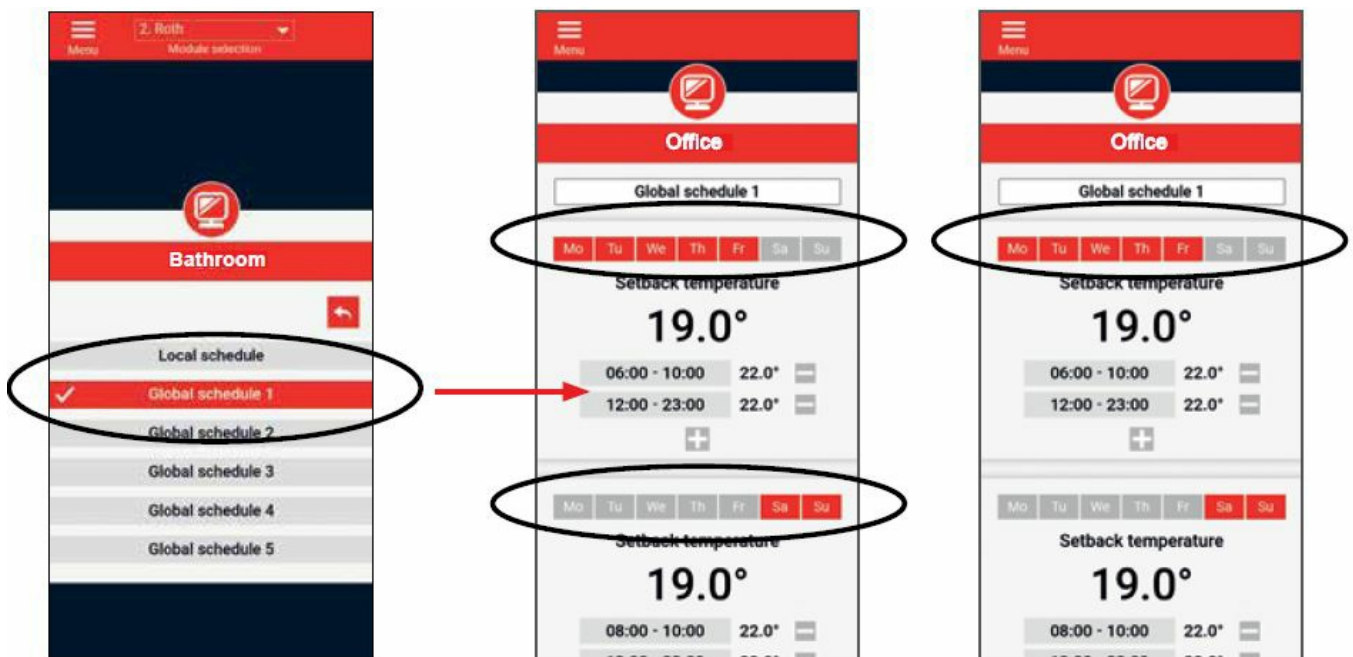 2. Roth
Menu
Module selection
Bathroom
Local schedule
Global schedule 1
Global schedule 2
Global schedule 3
Global schedule 4
Global schedule 5
Menu
Office
Global schedule 1
Mo Tu We Th Fr Sa Su
Setback temperature
19.0°
06:00 - 10:00 22.0°
12:00 - 23:00 22.0°
Mo Tu We Th Fr Sa Su
Setback temperature
19.0°
08:00 - 10:00 22.0°
Menu
Office
Global schedule 1
Mo Tu We Th Fr Sa Su
Setback temperature
19.0°
06:00 - 10:00 22.0°
12:00 - 23:00 22.0°
Mo Tu We Th Fr Sa Su
Setback temperature
19.0°
08:00 - 10:00 22.0°